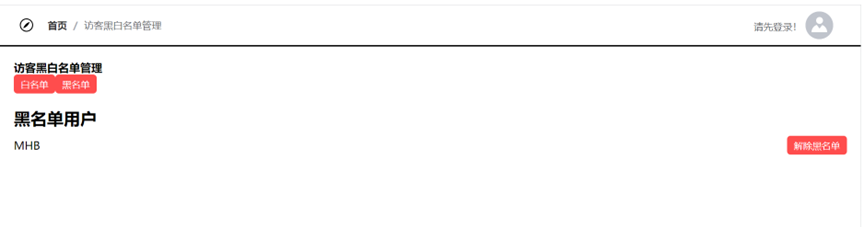 首页 / 访客黑白名单管理 请先登录!
访客黑白名单管理
白名单 黑名单
黑名单用户
MHB 解除黑名单